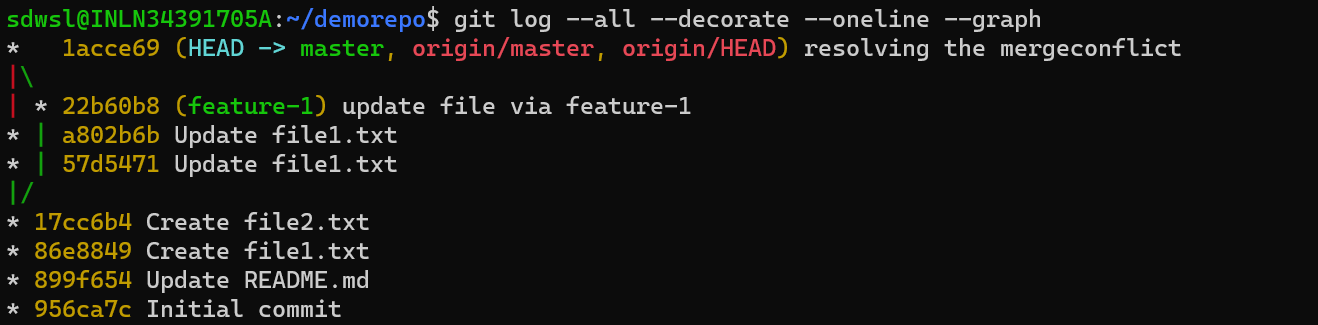 sdwsl@INLN34391705A:~/demorepo$ git log --all --decorate --oneline --graph
*   1acce69 (HEAD -> master, origin/master, origin/HEAD) resolving the mergeconflict
|\
| * 22b60b8 (feature-1) update file via feature-1
* | a802b6b Update file1.txt
* | 57d5471 Update file1.txt
|/
* 17cc6b4 Create file2.txt
* 86e8849 Create file1.txt
* 899f654 Update README.md
* 956ca7c Initial commit